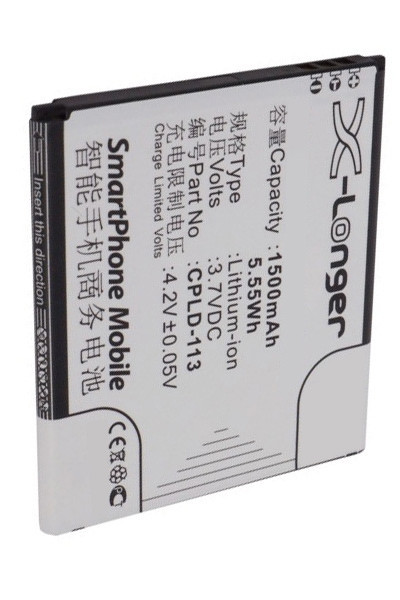 X-Longer
容量Capacity : 1500mAh
5.55Wh
规格Type : Lithium-ion
电压Volts : 3.7VDC
编号Part No : CPLD-113
充电限制电压 : 4.2V±0.05V
Charge Limited Volts
SmartPhone Mobile
智能手机商务电池
Insert this direction